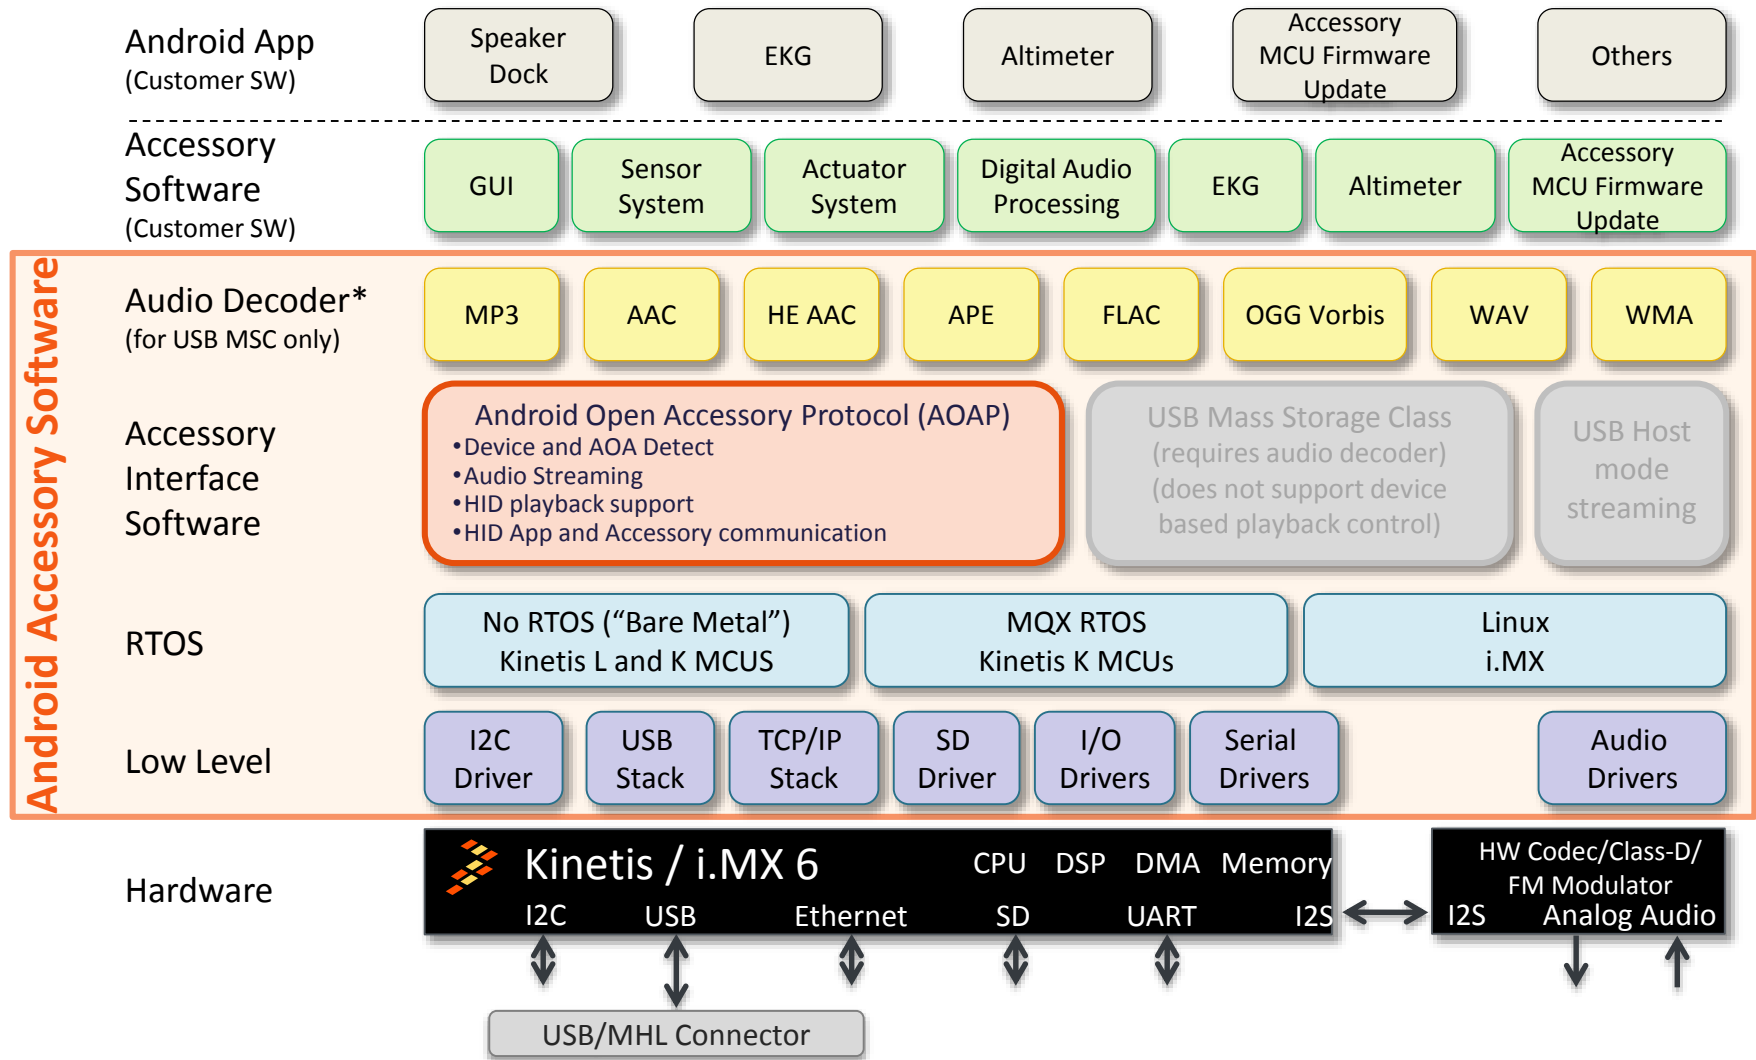 Android App
(Customer SW)
Speaker
Dock
EKG
Altimeter
Accessory
MCU Firmware
Update
Others
Accessory
Software
(Customer SW)
GUI
Sensor
System
Actuator
System
Digital Audio
Processing
EKG
Altimeter
Accessory
MCU Firmware
Update
Android Accessory Software
Audio Decoder*
(for USB MSC only)
MP3
AAC
HE AAC
APE
FLAC
OGG Vorbis
WAV
WMA
Accessory
Interface
Software
Android Open Accessory Protocol (AOAP)
•Device and AOA Detect
•Audio Streaming
•HID playback support
•HID App and Accessory communication
USB Mass Storage Class
(requires audio decoder)
(does not support device
based playback control)
USB Host
mode
streaming
RTOS
No RTOS (“Bare Metal”)
Kinetis L and K MCUS
MQX RTOS
Kinetis K MCUs
Linux
i.MX
Low Level
I2C
Driver
USB
Stack
TCP/IP
Stack
SD
Driver
I/O
Drivers
Serial
Drivers
Audio
Drivers
Hardware
Kinetis / i.MX 6
CPU DSP DMA Memory
I2C USB Ethernet SD UART I2S
HW Codec/Class-D/
FM Modulator
I2S Analog Audio
USB/MHL Connector